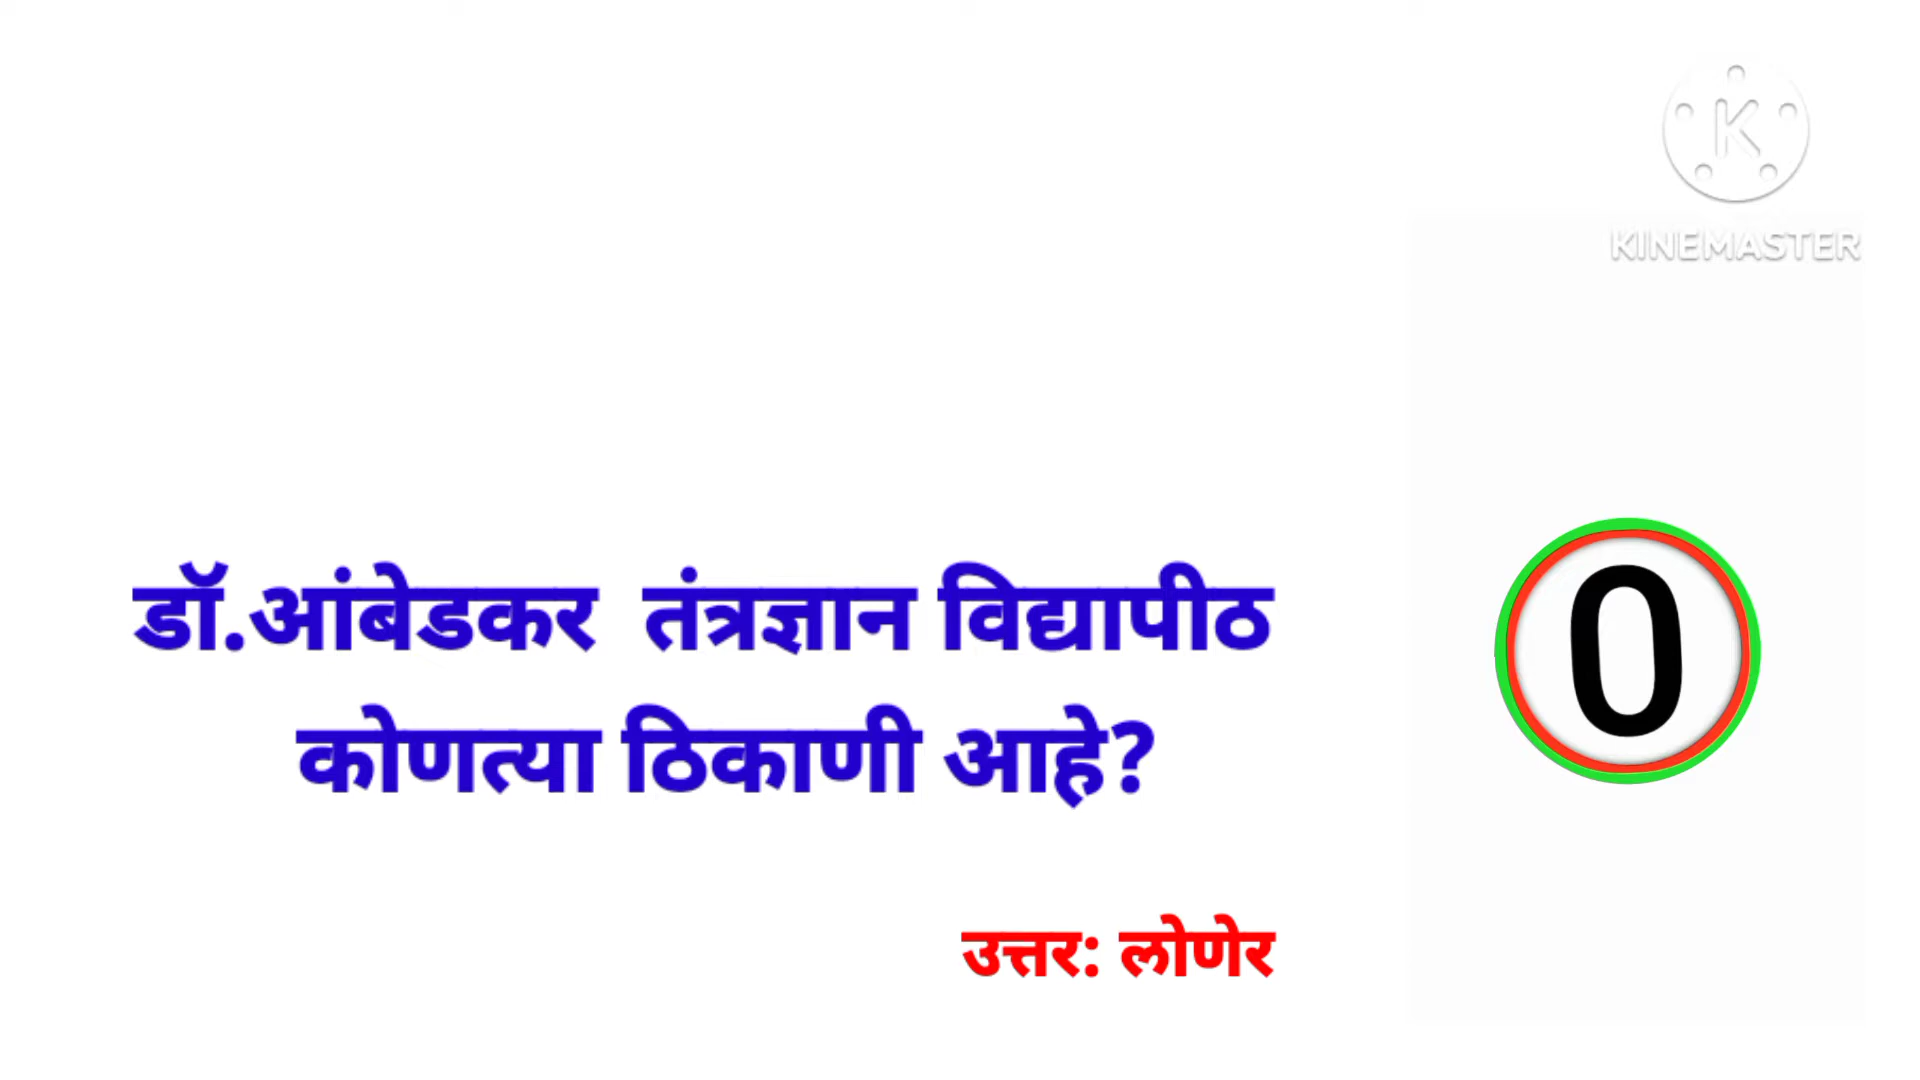 K
KINEMASTER
डॉ.आंबेडकर तंत्रज्ञान विद्यापीठ
कोणत्या ठिकाणी आहे?
0
उत्तर: लोणेर